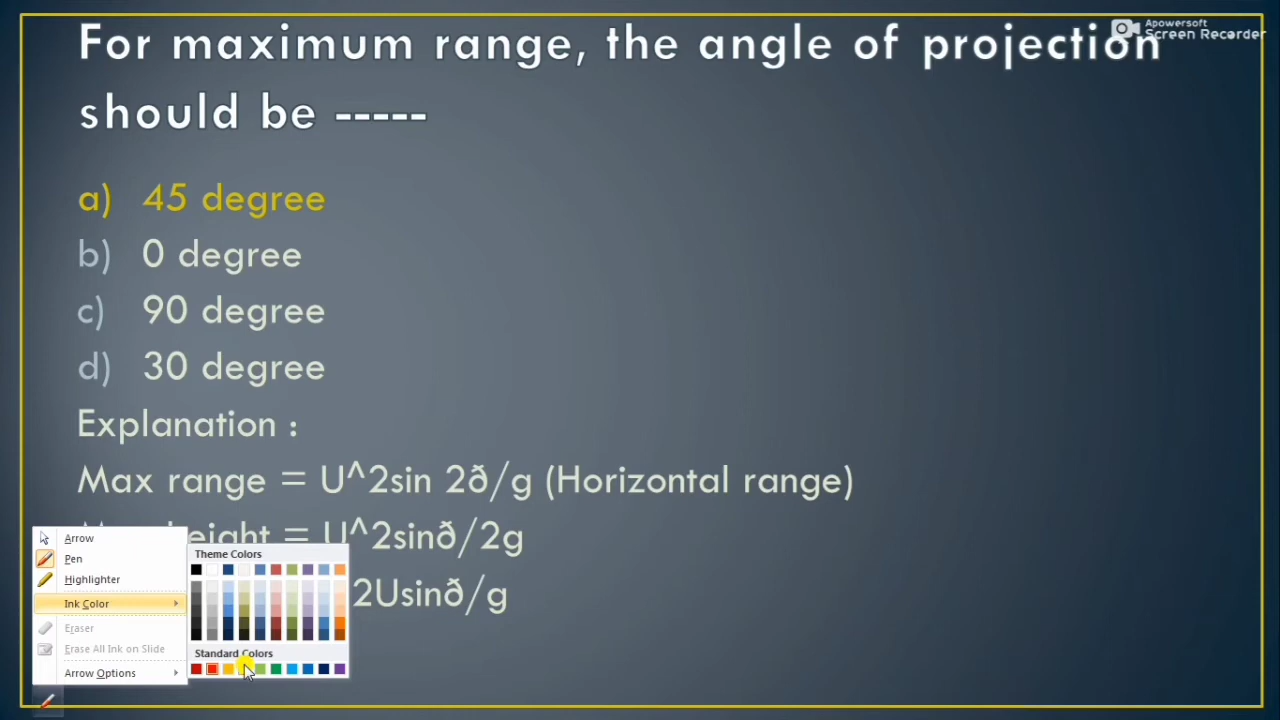 Apowersoft
Screen Recorder
For maximum range, the angle of projection
should be -----
a) 45 degree
b) 0 degree
c) 90 degree
d) 30 degree
Explanation :
Max range = U^2sin 2ð/g (Horizontal range)
height = U^2sinð/2g
2Usinð/g
Arrow
Pen
Highlighter
Ink Color
Eraser
Erase All Ink on Slide
Arrow Options
Theme Colors
Standard Colors